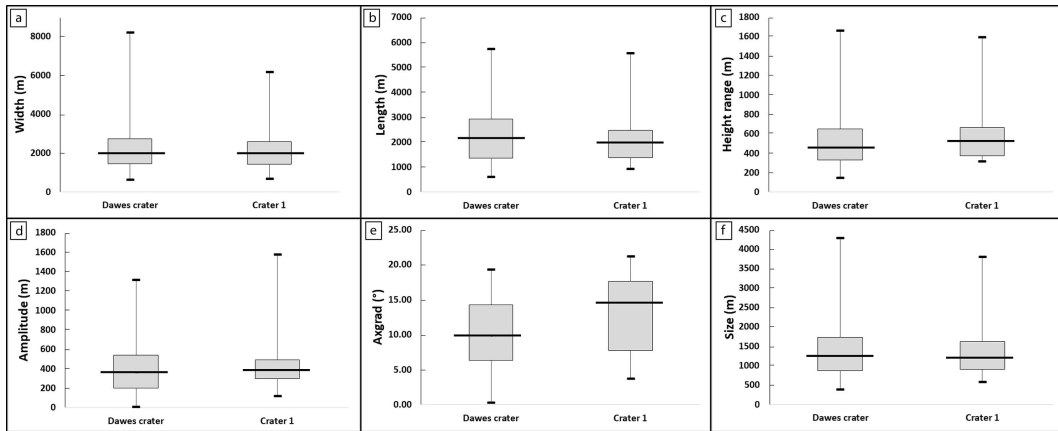 a
Width (m)
8000
6000
4000
2000
0
Dawes crater Crater 1
b
Length (m)
7000
6000
5000
4000
3000
2000
1000
0
Dawes crater Crater 1
c
Height range (m)
1800
1600
1400
1200
1000
800
600
400
200
0
Dawes crater Crater 1
d
Amplitude (m)
1800
1600
1400
1200
1000
800
600
400
200
0
Dawes crater Crater 1
e
Axgrad (°)
25.00
20.00
15.00
10.00
5.00
0.00
Dawes crater Crater 1
f
Size (m)
4500
4000
3500
3000
2500
2000
1500
1000
500
0
Dawes crater Crater 1